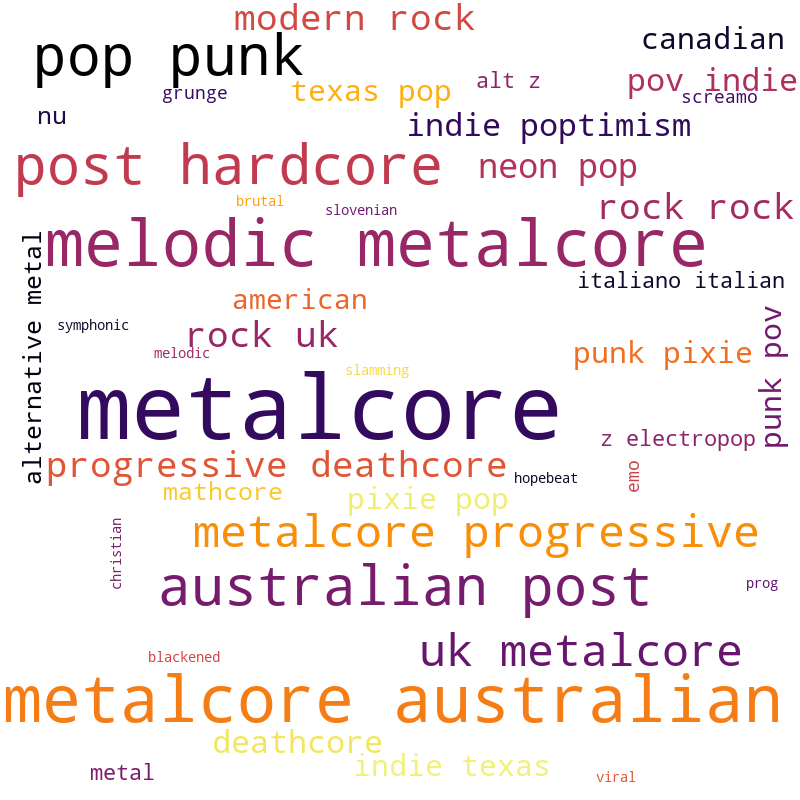 modern rock
pop punk
canadian
grunge
texas pop
alt z
pov indie
screamo
nu
indie poptimism
post hardcore
neon pop
brutal
slovenian
rock rock
melodic metalcore
alternative metal
italiano italian
american
symphonic
rock uk
melodic
punk pixie
punk pov
slamming
metalcore
z electropop
progressive deathcore
hopebeat
emo
mathcore
pixie pop
metalcore progressive
christian
australian post
prog
uk metalcore
blackened
metalcore australian
deathcore
indie texas
metal
viral